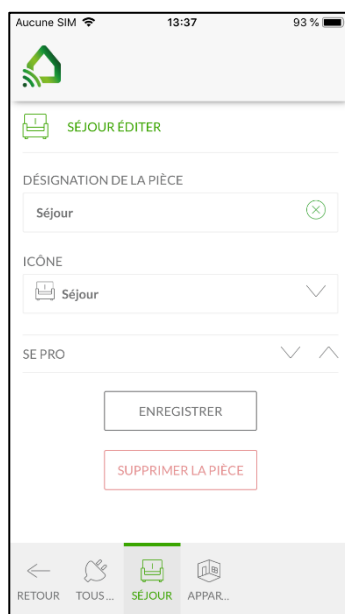 Aucune SIM 13:37 93 %
SÉJOUR ÉDITER
DÉSIGNATION DE LA PIÈCE
Séjour
ICÔNE
Séjour
SE PRO
ENREGISTRER
SUPPRIMER LA PIÈCE
RETOUR TOUS... SÉJOUR APPAR...